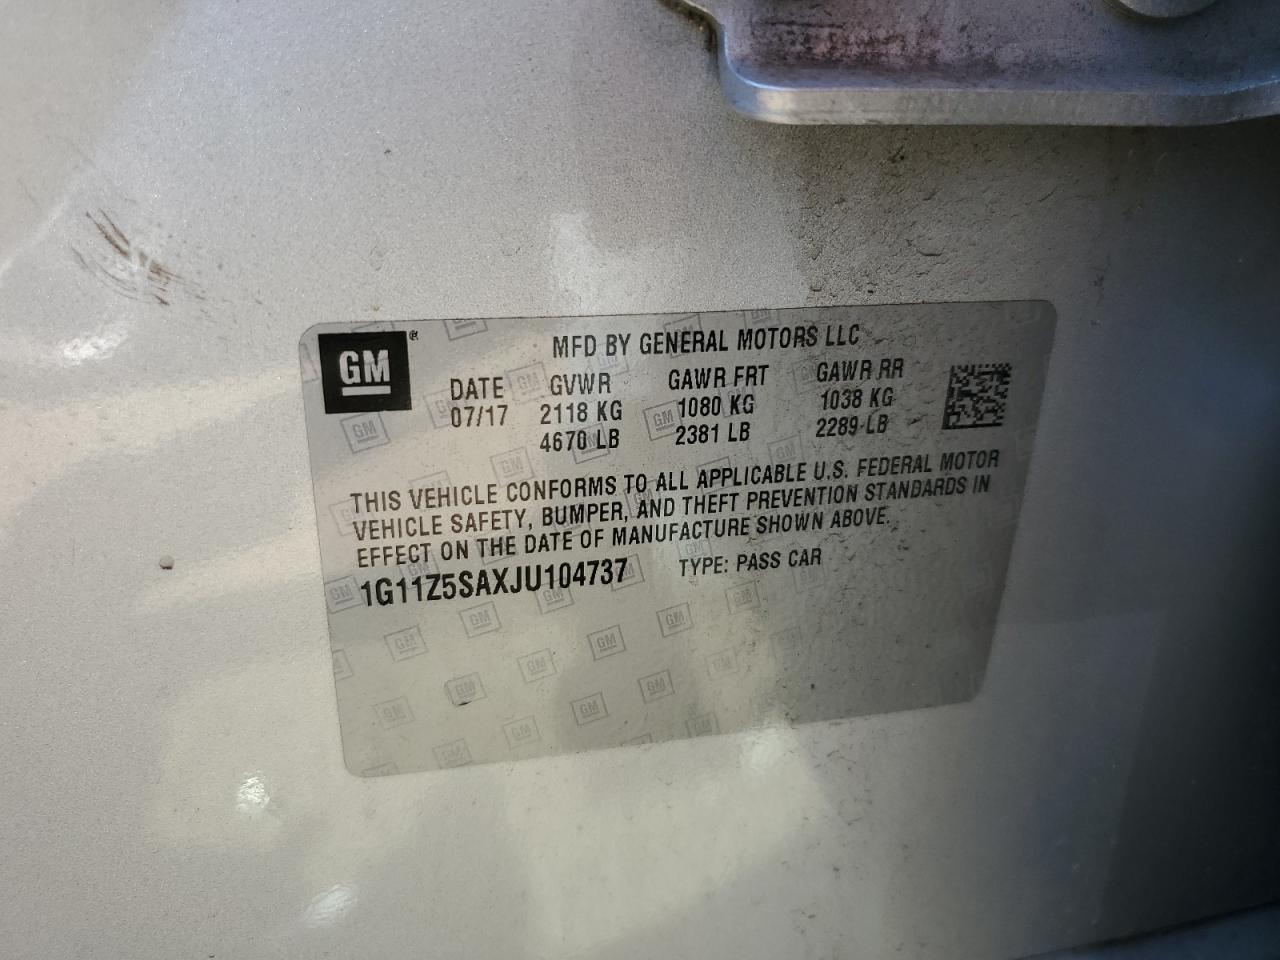 GM®
MFD BY GENERAL MOTORS LLC
DATE GVWR GAWR FRT GAWR RR
07/17 2118 KG 1080 KG 1038 KG
4670 LB 2381 LB 2289 LB
THIS VEHICLE CONFORMS TO ALL APPLICABLE U.S. FEDERAL MOTOR
VEHICLE SAFETY, BUMPER, AND THEFT PREVENTION STANDARDS IN
EFFECT ON THE DATE OF MANUFACTURE SHOWN ABOVE.
1G11Z5SAXJU104737 TYPE: PASS CAR